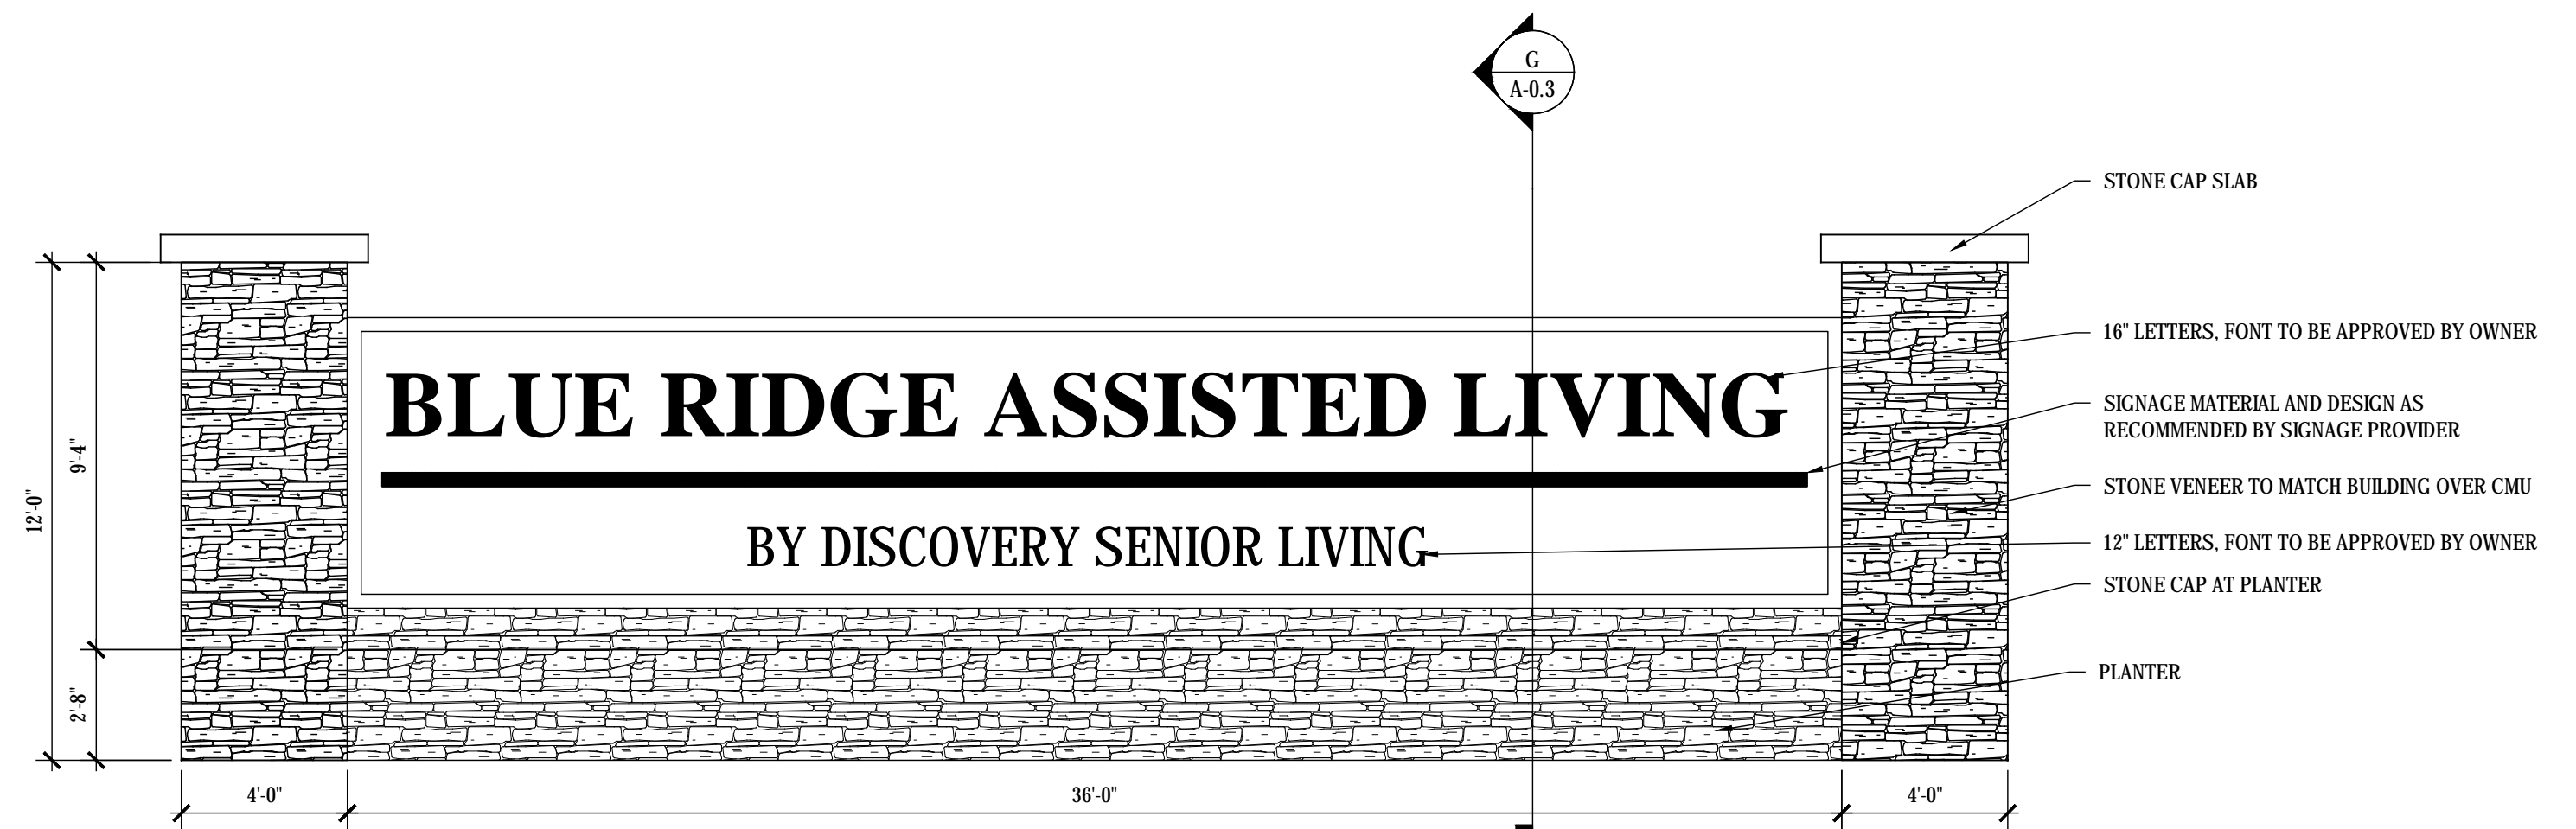 G
A-0.3
STONE CAP SLAB
16" LETTERS, FONT TO BE APPROVED BY OWNER
BLUE RIDGE ASSISTED LIVING
SIGNAGE MATERIAL AND DESIGN AS
RECOMMENDED BY SIGNAGE PROVIDER
9'-4"
12'-0"
STONE VENEER TO MATCH BUILDING OVER CMU
BY DISCOVERY SENIOR LIVING
12" LETTERS, FONT TO BE APPROVED BY OWNER
STONE CAP AT PLANTER
PLANTER
2'-8"
4'-0"
36'-0"
4'-0"